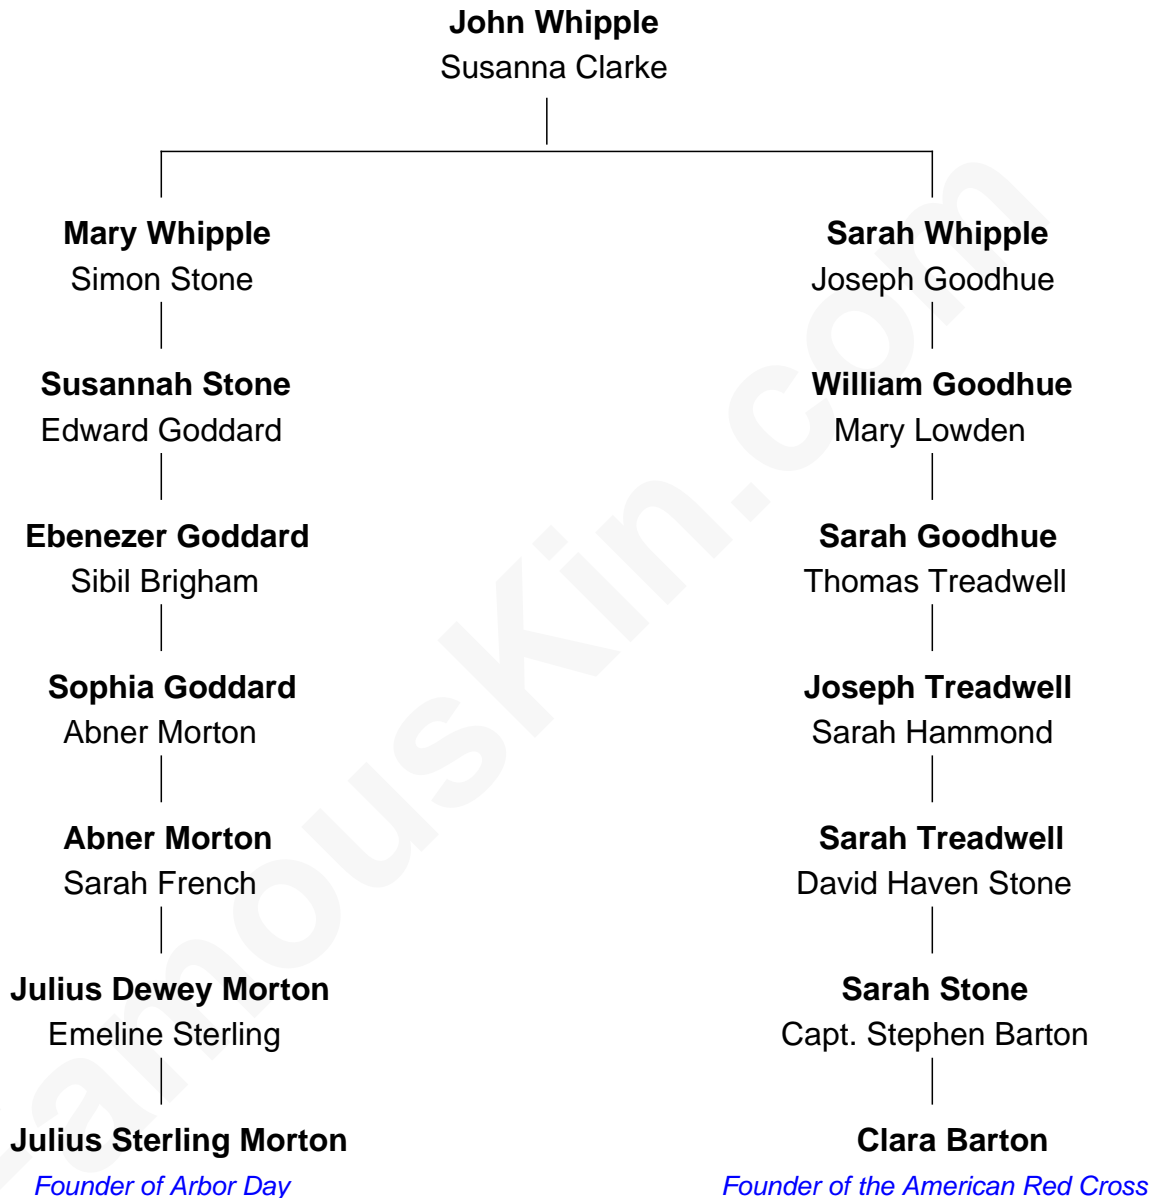 John Whipple
Susanna Clarke
Mary Whipple
Simon Stone
Sarah Whipple
Joseph Goodhue
Susannah Stone
Edward Goddard
William Goodhue
Mary Lowden
Ebenezer Goddard
Sibil Brigham
Sarah Goodhue
Thomas Treadwell
Sophia Goddard
Abner Morton
Joseph Treadwell
Sarah Hammond
Abner Morton
Sarah French
Sarah Treadwell
David Haven Stone
Julius Dewey Morton
Emeline Sterling
Sarah Stone
Capt. Stephen Barton
Julius Sterling Morton
Founder of Arbor Day
Clara Barton
Founder of the American Red Cross
FamousKin.com